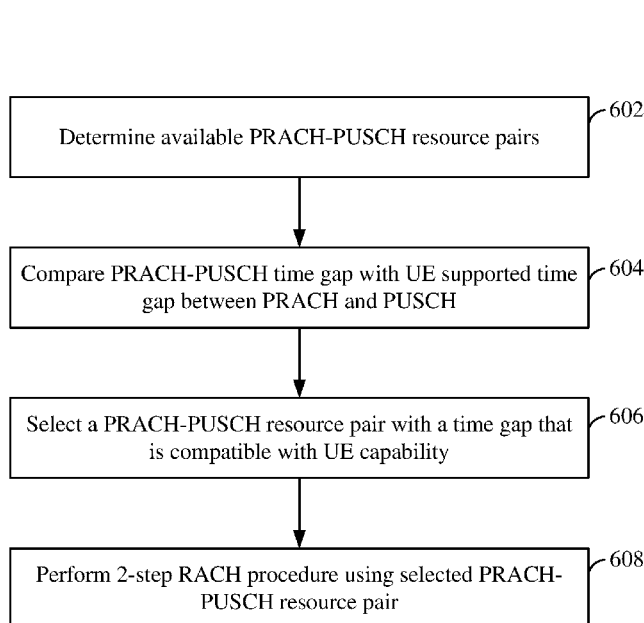 602
Determine available PRACH-PUSCH resource pairs
604
Compare PRACH-PUSCH time gap with UE supported time
gap between PRACH and PUSCH
606
Select a PRACH-PUSCH resource pair with a time gap that
is compatible with UE capability
608
Perform 2-step RACH procedure using selected PRACH-
PUSCH resource pair